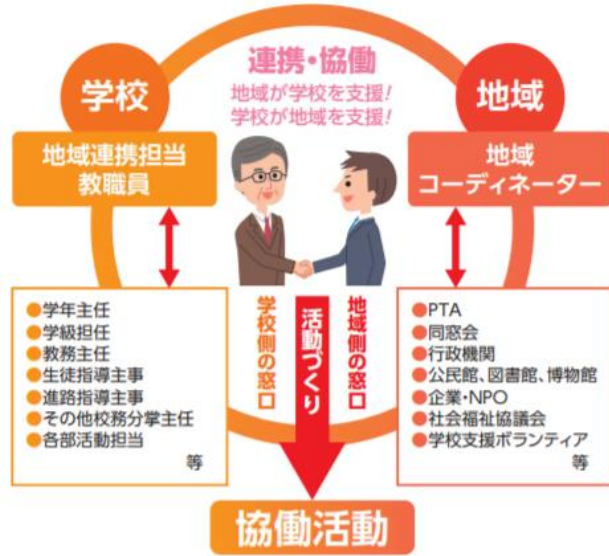 連携・協働
地域が学校を支援!
学校が地域を支援!
学校
地域連携担当
教職員
地域
地域
コーディネーター
●学年主任
●学級担任
●教務主任
●生徒指導主事
●進路指導主事
●その他校務分掌主任
●各部活動担当
等
学校側の窓口
活動づくり
地域側の窓口
●PTA
●同窓会
●行政機関
●公民館、図書館、博物館
●企業・NPO
●社会福祉協議会
●学校支援ボランティア
等
協働活動